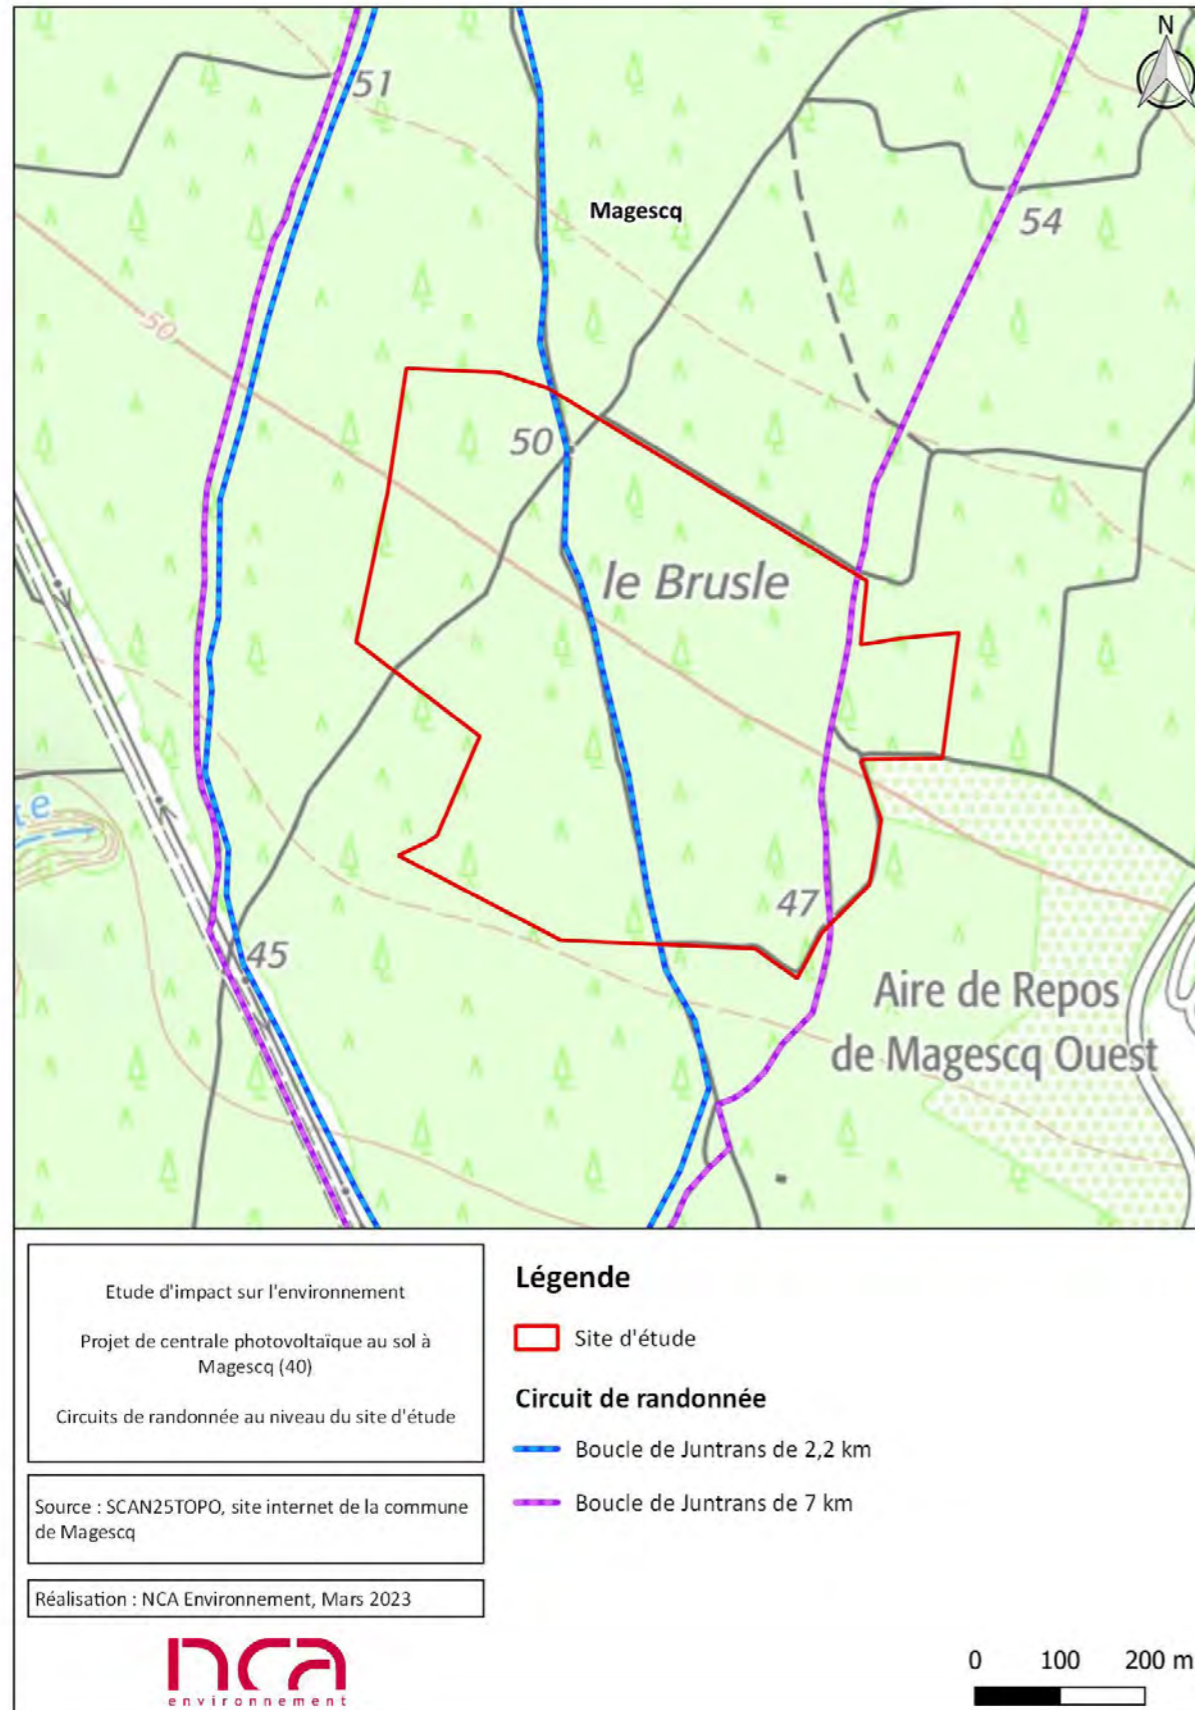 N
51
Magescq
54
50
50
le Brusle
te
47
45
Aire de Repos
de Magescq Ouest
Etude d'impact sur l'environnement
Projet de centrale photovoltaïque au sol à
Magescq (40)
Circuits de randonnée au niveau du site d'étude
Source : SCAN25TOPO, site internet de la commune
de Magescq
Réalisation : NCA Environnement, Mars 2023
nca
environnement
Légende
Site d'étude
Circuit de randonnée
Boucle de Juntrans de 2,2 km
Boucle de Juntrans de 7 km
0 100 200 m